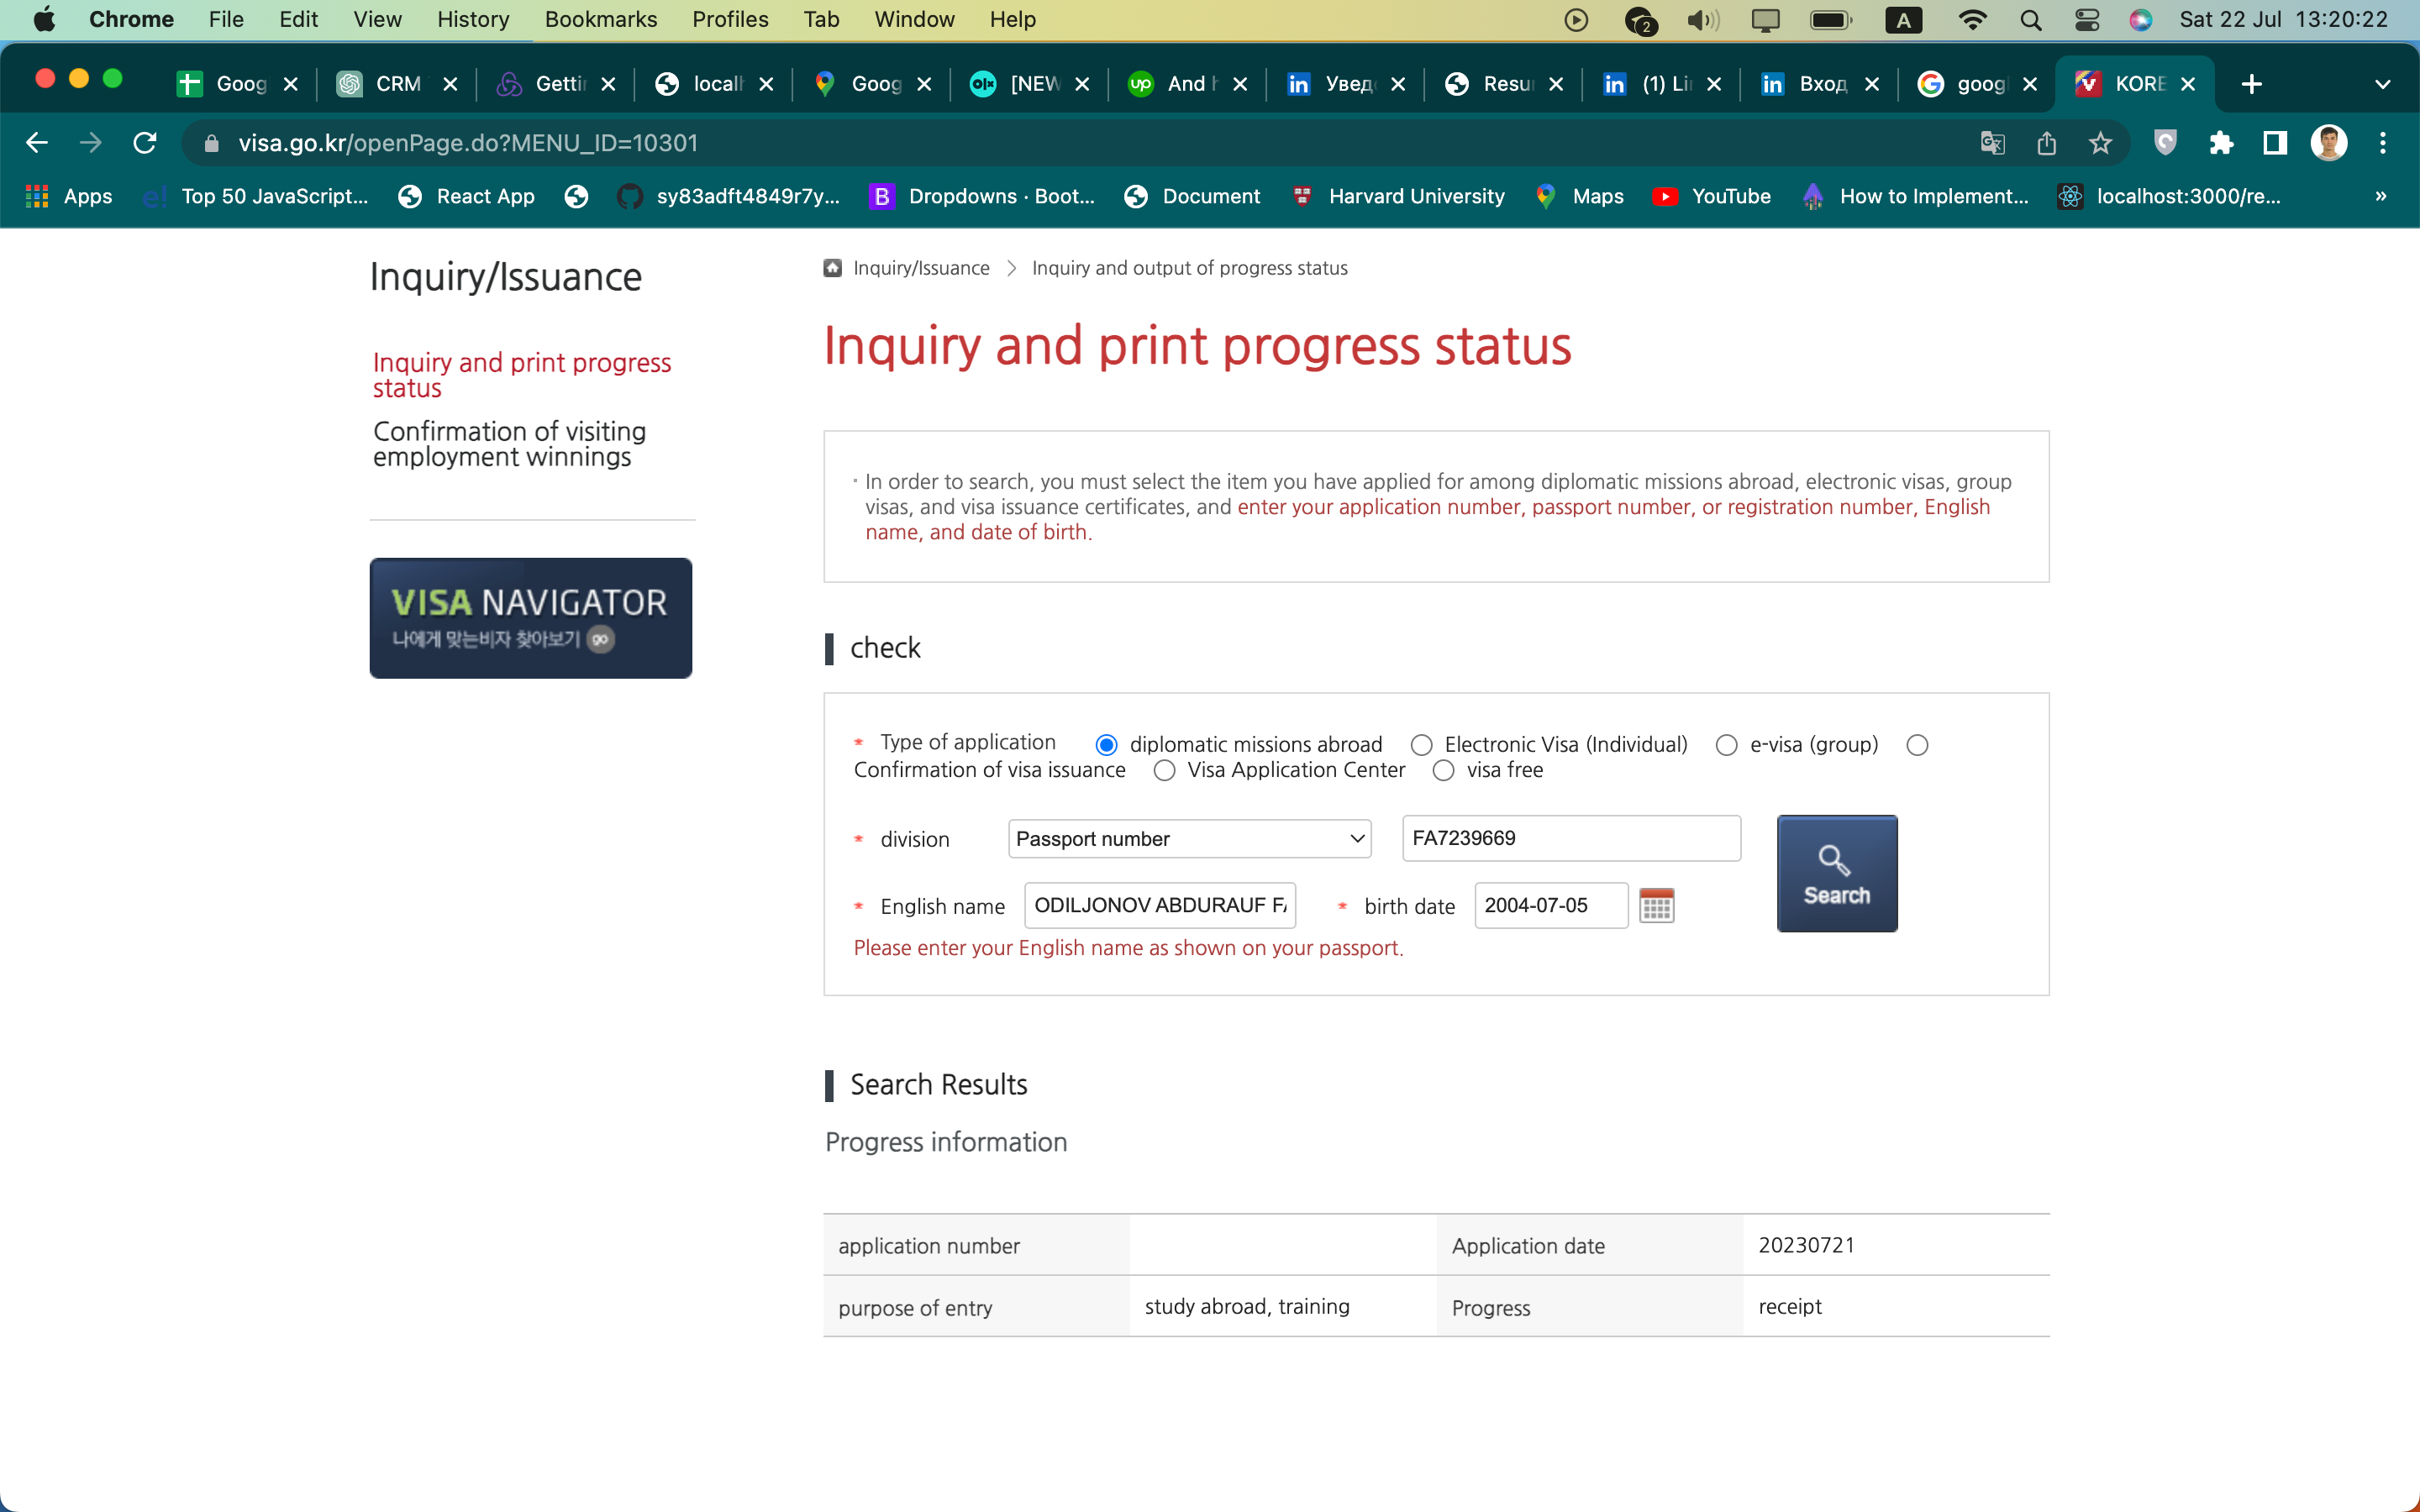 Chrome File Edit View History Bookmarks Profiles Tab Window Help 2 A Sat 22 Jul 13:20:22
Goog CRM Getti local [NEW And Увед Resu (1) Li Вход goog KORE
visa.go.kr/openPage.do?MENU_ID=10301
Apps e! Top 50 JavaScript... React App sy83adft4849r7y... B Dropdowns · Boot... Document Harvard University Maps YouTube How to Implement... localhost:3000/re... »
Inquiry/Issuance
Inquiry and print progress
status
Confirmation of visiting
employment winnings
VISA NAVIGATOR
나에게 맞는비자 찾아보기 go
Inquiry/Issuance > Inquiry and output of progress status
Inquiry and print progress status
· In order to search, you must select the item you have applied for among diplomatic missions abroad, electronic visas, group
visas, and visa issuance certificates, and enter your application number, passport number, or registration number, English
name, and date of birth.
check
* Type of application diplomatic missions abroad Electronic Visa (Individual) e-visa (group)
Confirmation of visa issuance Visa Application Center visa free
* division Passport number FA7239669
Search
* English name ODILJONOV ABDURAUF FA * birth date 2004-07-05
Please enter your English name as shown on your passport.
Search Results
Progress information
application number Application date 20230721
purpose of entry study abroad, training Progress receipt